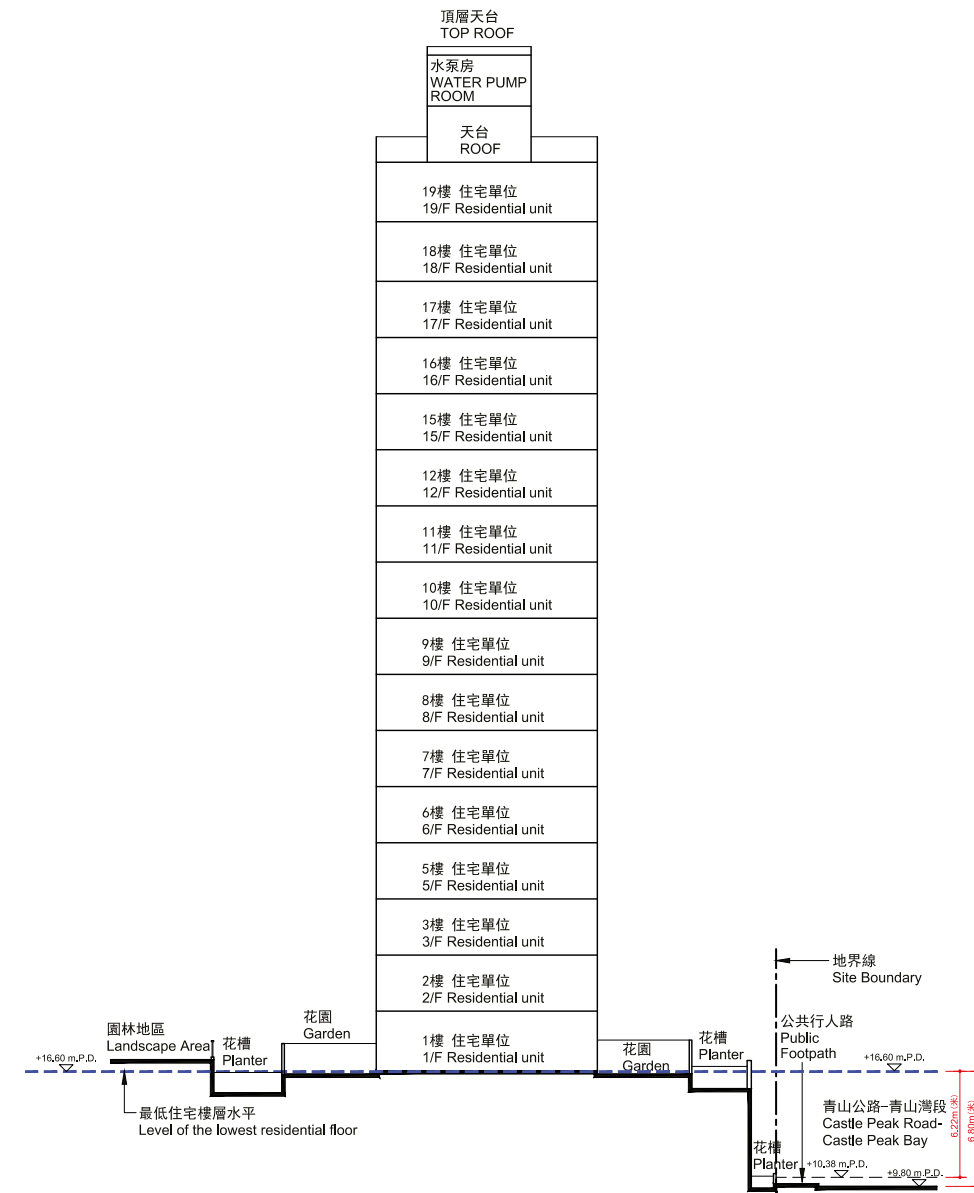 頂層天台
TOP ROOF
水泵房
WATER PUMP
ROOM
天台
ROOF
19樓 住宅單位
19/F Residential unit
18樓 住宅單位
18/F Residential unit
17樓 住宅單位
17/F Residential unit
16樓 住宅單位
16/F Residential unit
15樓 住宅單位
15/F Residential unit
12樓 住宅單位
12/F Residential unit
11樓 住宅單位
11/F Residential unit
10樓 住宅單位
10/F Residential unit
9樓 住宅單位
9/F Residential unit
8樓 住宅單位
8/F Residential unit
7樓 住宅單位
7/F Residential unit
6樓 住宅單位
6/F Residential unit
5樓 住宅單位
5/F Residential unit
3樓 住宅單位
3/F Residential unit
2樓 住宅單位
2/F Residential unit
1樓 住宅單位
1/F Residential unit
園林地區
Landscape Area
花槽
Planter
花園
Garden
花園
Garden
花槽
Planter
地界線
Site Boundary
公共行人路
Public
Footpath
+16.60 m.P.D.
+16.60 m.P.D.
最低住宅樓層水平
Level of the lowest residential floor
青山公路-青山灣段
Castle Peak Road-
Castle Peak Bay
花槽
Planter
+10.38 m.P.D.
+9.80 m.P.D.
6.22m(米)
6.80m(米)